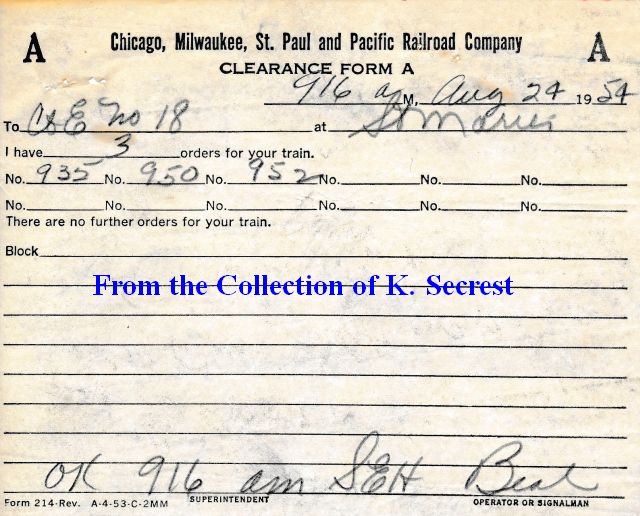 A Chicago, Milwaukee, St. Paul and Pacific Railroad Company A
CLEARANCE FORM A
916 a M, Aug 24 1954
To C&E No 18 at St Maries
I have 3 orders for your train.
No. 935 No. 950 No. 952 No. No. No.
No. No. No. No. No. No.
There are no further orders for your train.
Block
From the Collection of K. Secrest
OK 916 am SEH Beal
SUPERINTENDENT OPERATOR OR SIGNALMAN
Form 214-Rev. A-4-53-C-2MM